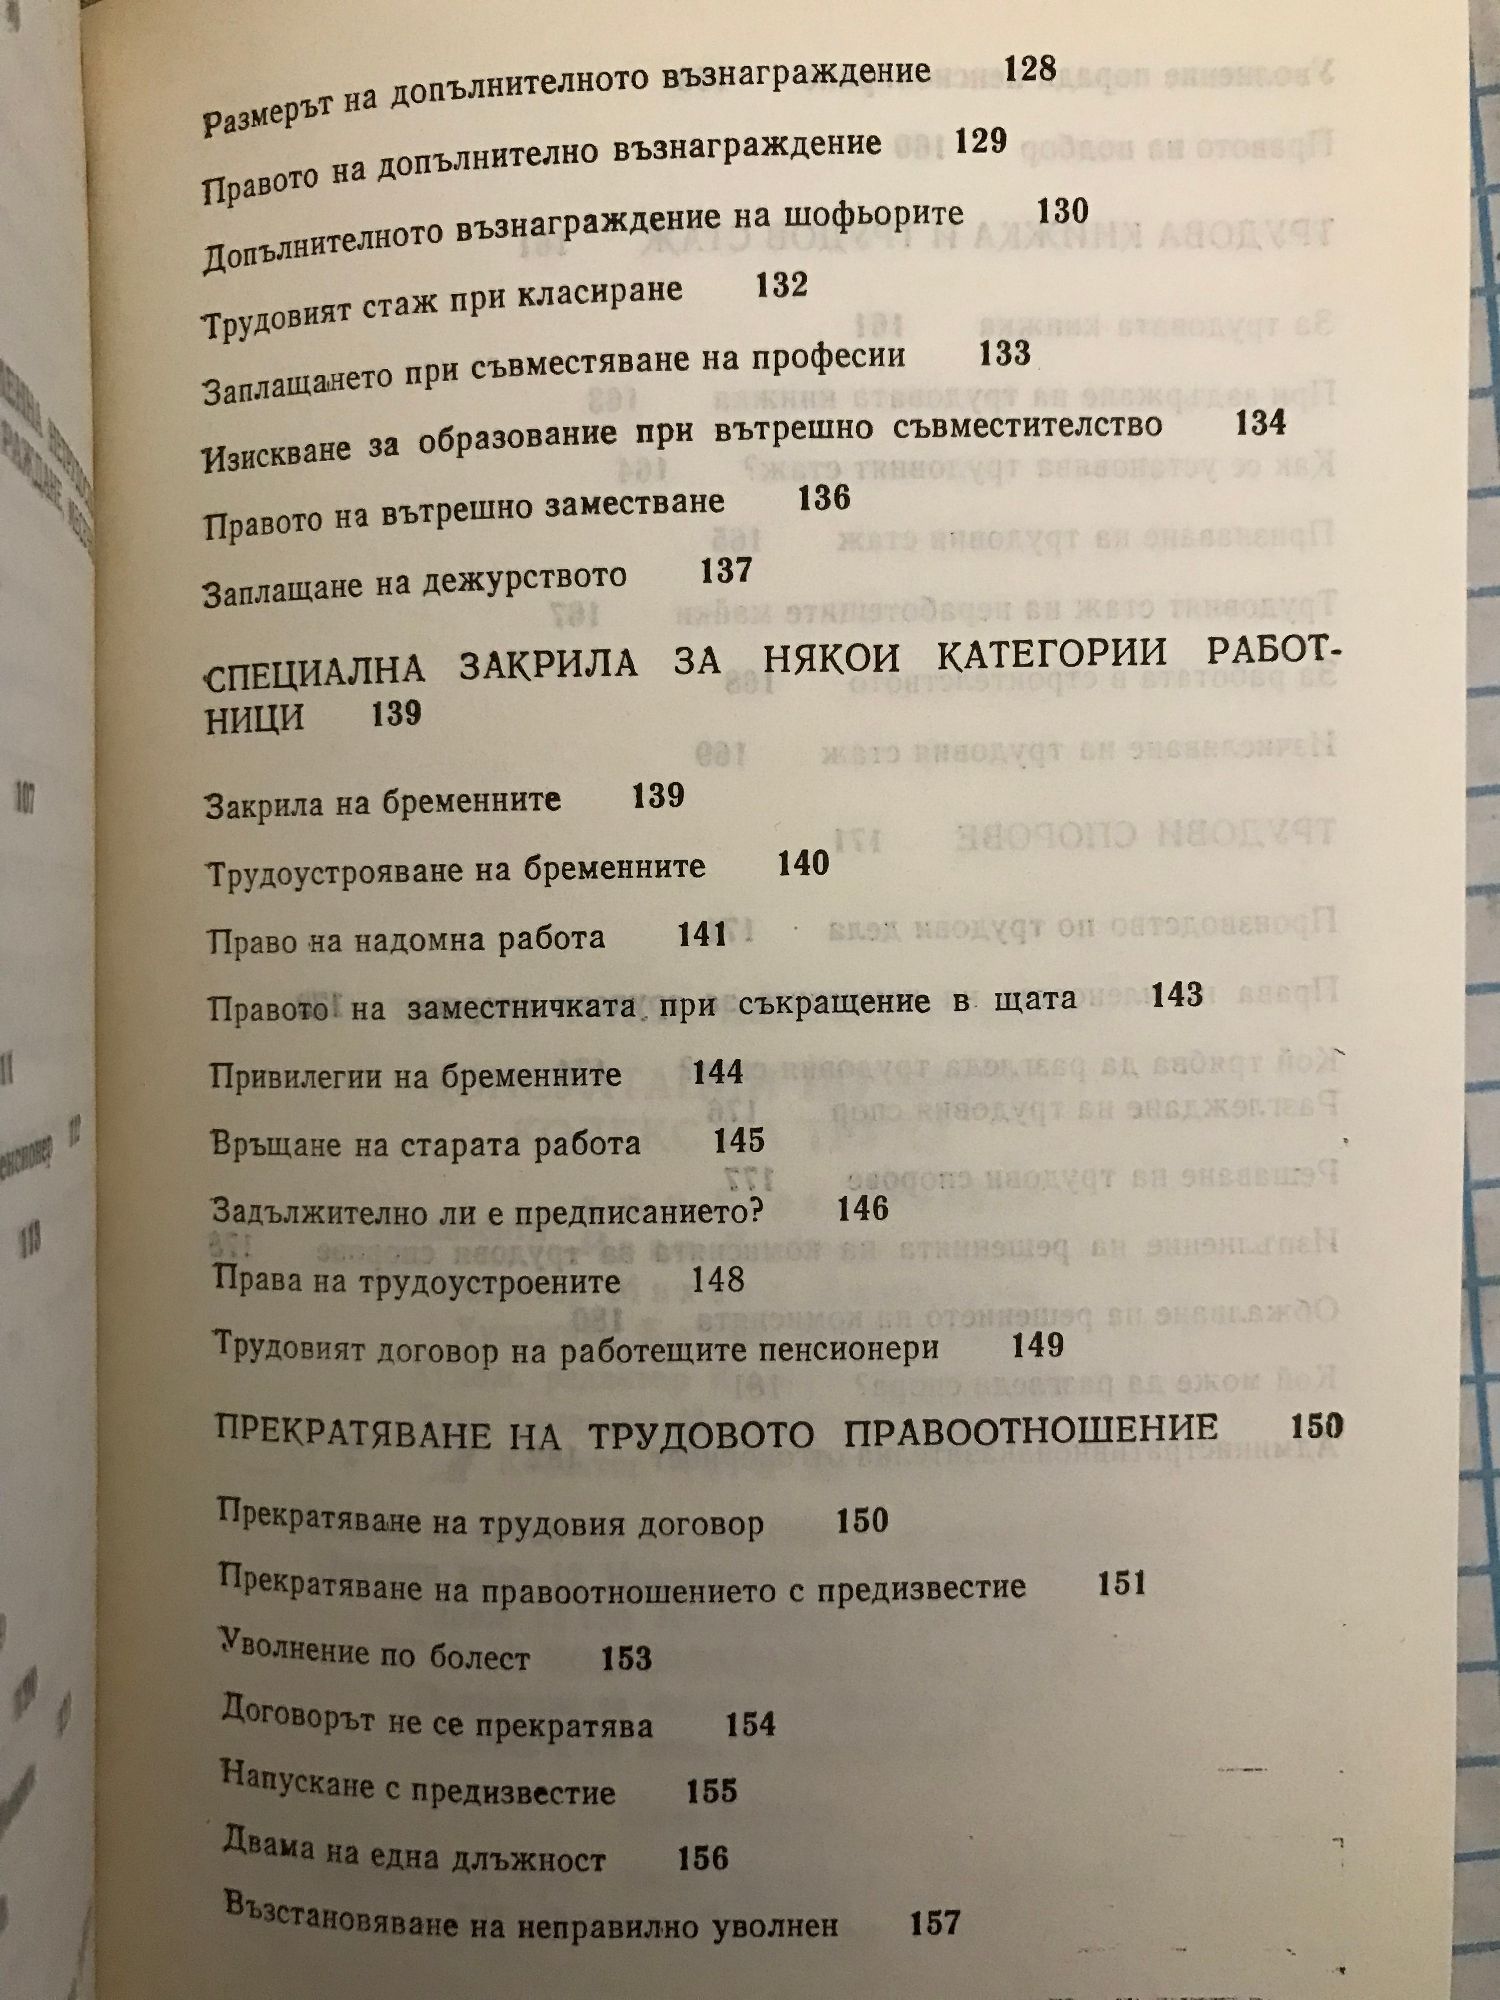 Размерът на допълнителното възнаграждение 128
Правото на допълнително възнаграждение 129
Допълнителното възнаграждение на шофьорите 130
Трудовият стаж при класиране 132
Заплащането при съвместяване на професии 133
Изискване за образование при вътрешно съвместителство 134
Правото на вътрешно заместване 136
Заплащане на дежурството 137
СПЕЦИАЛНА ЗАКРИЛА ЗА НЯКОИ КАТЕГОРИИ РАБОТ-
НИЦИ 139
Закрила на бременните 139
Трудоустрояване на бременните 140
Право на надомна работа 141
Правото на заместничката при съкращение в щата 143
Привилегии на бременните 144
Връщане на старата работа 145
Задължително ли е предписанието? 146
Права на трудоустроените 148
Трудовият договор на работещите пенсионери 149
ПРЕКРАТЯВАНЕ НА ТРУДОВОТО ПРАВООТНОШЕНИЕ 150
Прекратяване на трудовия договор 150
Прекратяване на правоотношението с предизвестие 151
Уволнение по болест 153
Договорът не се прекратява 154
Напускане с предизвестие 155
Двама на една длъжност 156
Възстановяване на неправилно уволнен 157
107
113